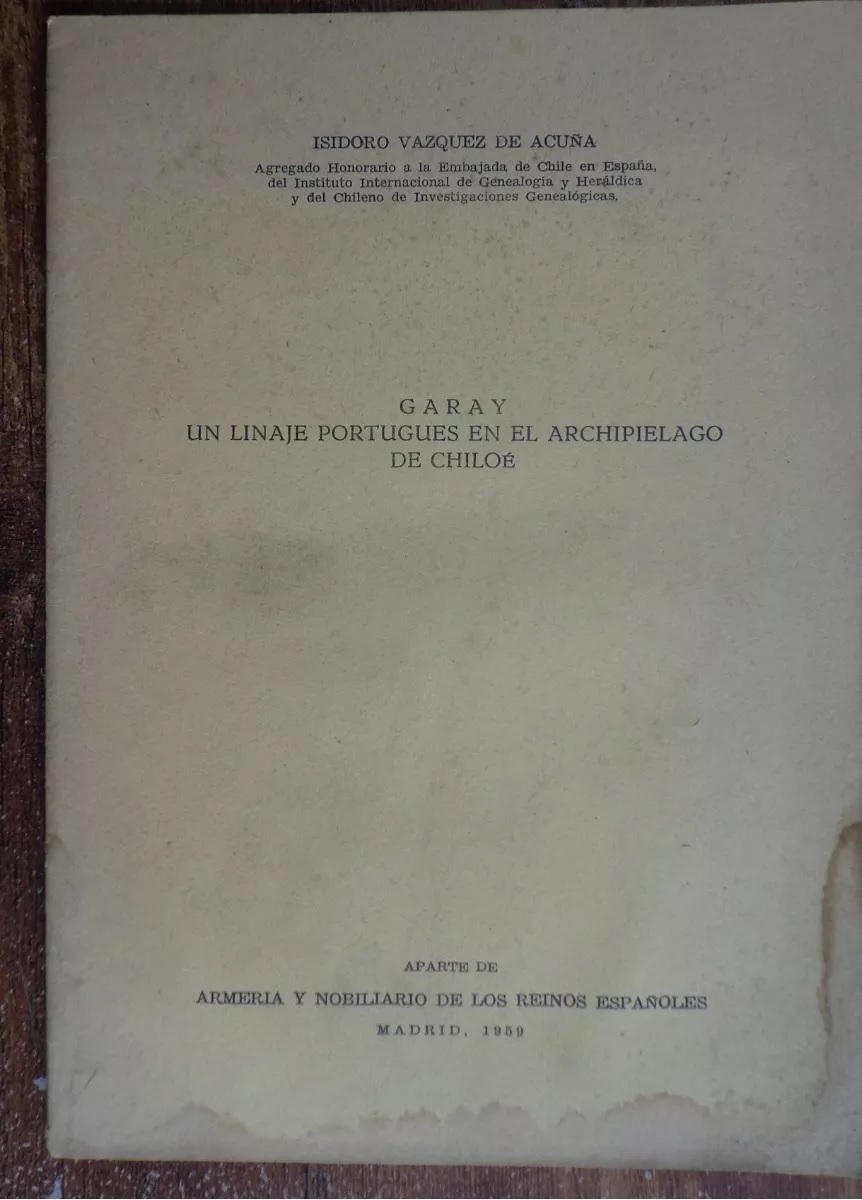 ISIDORO VAZQUEZ DE ACUÑA
Agregado Honorario a la Embajada de Chile en España,
del Instituto Internacional de Genealogía y Heráldica
y del Chileno de Investigaciones Genealógicas.
GARAY
UN LINAJE PORTUGUES EN EL ARCHIPIELAGO
DE CHILOÉ
APARTE DE
ARMERIA Y NOBILIARIO DE LOS REINOS ESPAÑOLES
MADRID, 1959